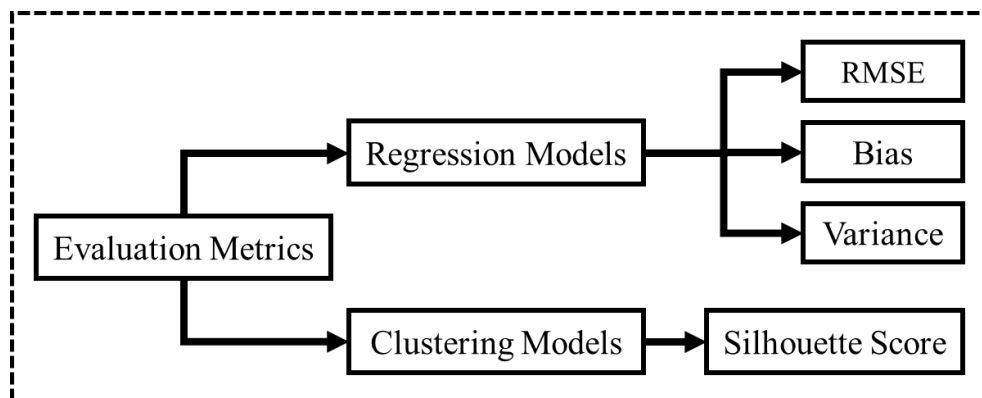 RMSE
Regression Models
Bias
Variance
Evaluation Metrics
Clustering Models
Silhouette Score